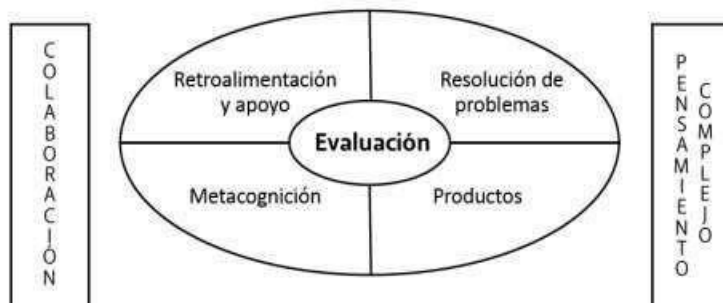 COLABORACIÓN
Retroalimentación
y apoyo
Resolución de
problemas
Evaluación
Metacognición
Productos
PENSAMIENTO
COMPLEJO